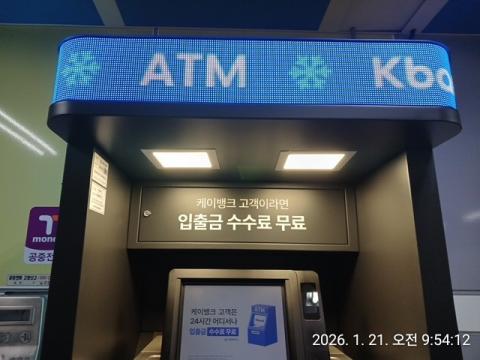 ATM
케이뱅크 고객이라면
입출금 수수료 무료
ATM
케이뱅크 고객은
24시간 어디서나
입출금 수수료 무료
2026. 1. 21. 오전 9:54:12